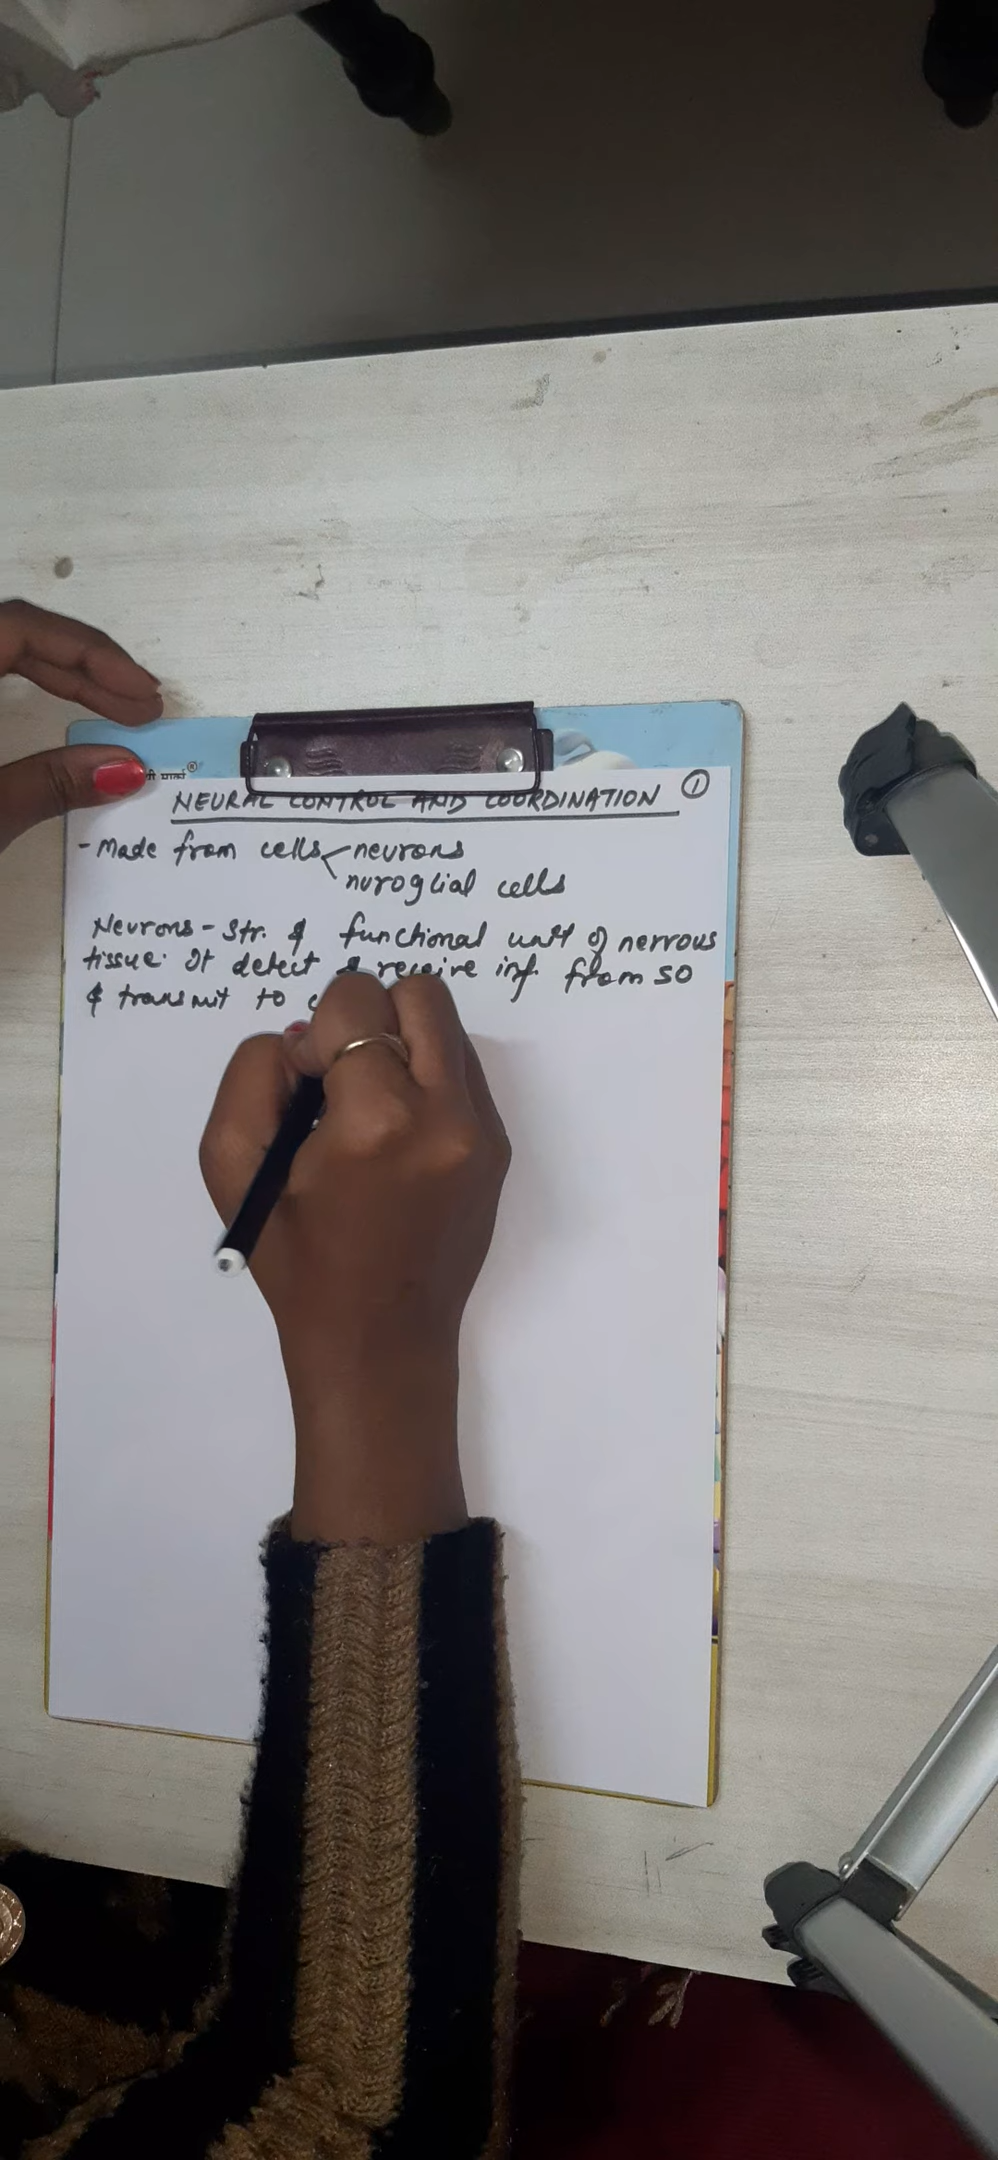 मार्का ®
NEURAL CONTROL AND COORDINATION ①
- Made from cells neurons
nuroglial cells
Neurons - Str. & functional unit of nervous
tissue. It detect & receive inf. from so
& transmit to